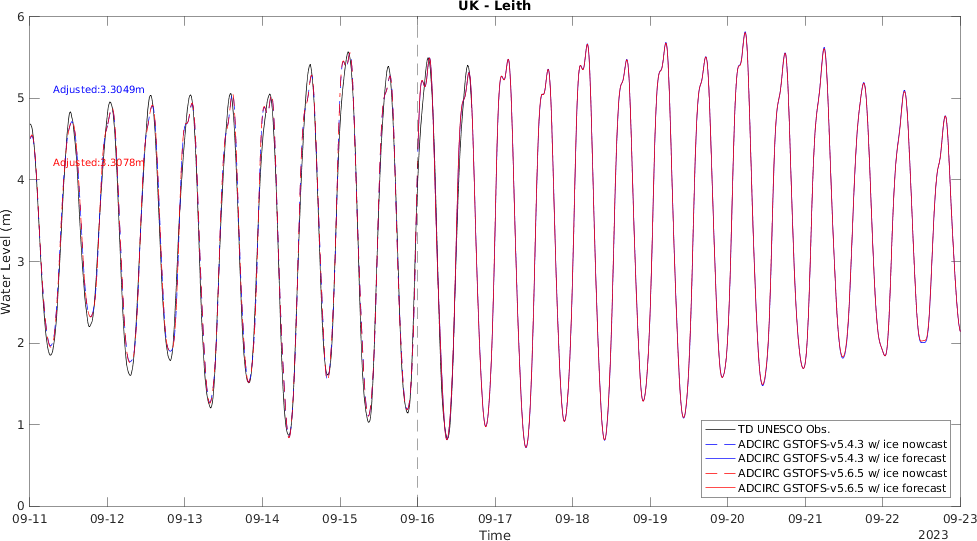 UK - Leith
6
5
4
3
2
1
0
Water Level (m)
Adjusted:3.3049m
Adjusted:3.3078m
TD UNESCO Obs.
ADCIRC GSTOFS-v5.4.3 w/ ice nowcast
ADCIRC GSTOFS-v5.4.3 w/ ice forecast
ADCIRC GSTOFS-v5.6.5 w/ ice nowcast
ADCIRC GSTOFS-v5.6.5 w/ ice forecast
09-11 09-12 09-13 09-14 09-15 09-16 09-17 09-18 09-19 09-20 09-21 09-22 09-23
Time
2023